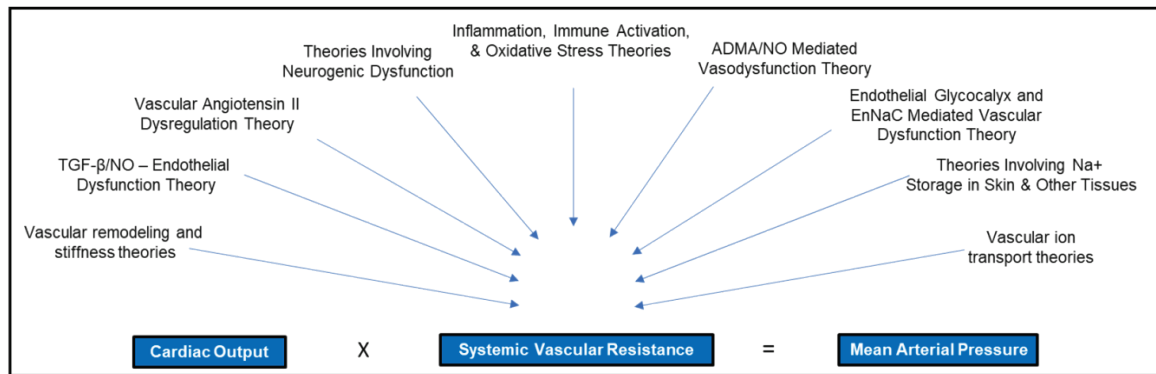 Inflammation, Immune Activation,
& Oxidative Stress Theories
Theories Involving
Neurogenic Dysfunction
ADMA/NO Mediated
Vasodysfunction Theory
Vascular Angiotensin II
Dysregulation Theory
Endothelial Glycocalyx and
EnNaC Mediated Vascular
Dysfunction Theory
TGF-β/NO – Endothelial
Dysfunction Theory
Theories Involving Na+
Storage in Skin & Other Tissues
Vascular remodeling and
stiffness theories
Vascular ion
transport theories
Cardiac Output X Systemic Vascular Resistance = Mean Arterial Pressure